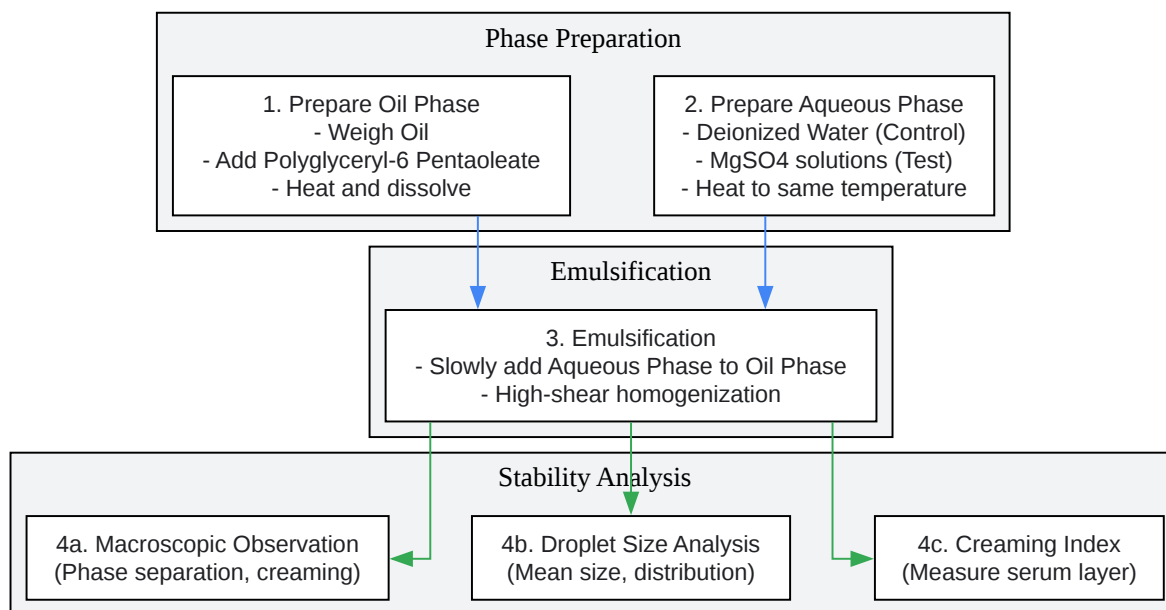 Phase Preparation
1. Prepare Oil Phase
- Weigh Oil
- Add Polyglyceryl-6 Pentaoleate
- Heat and dissolve
2. Prepare Aqueous Phase
- Deionized Water (Control)
- MgSO4 solutions (Test)
- Heat to same temperature
Emulsification
3. Emulsification
- Slowly add Aqueous Phase to Oil Phase
- High-shear homogenization
Stability Analysis
4a. Macroscopic Observation
(Phase separation, creaming)
4b. Droplet Size Analysis
(Mean size, distribution)
4c. Creaming Index
(Measure serum layer)